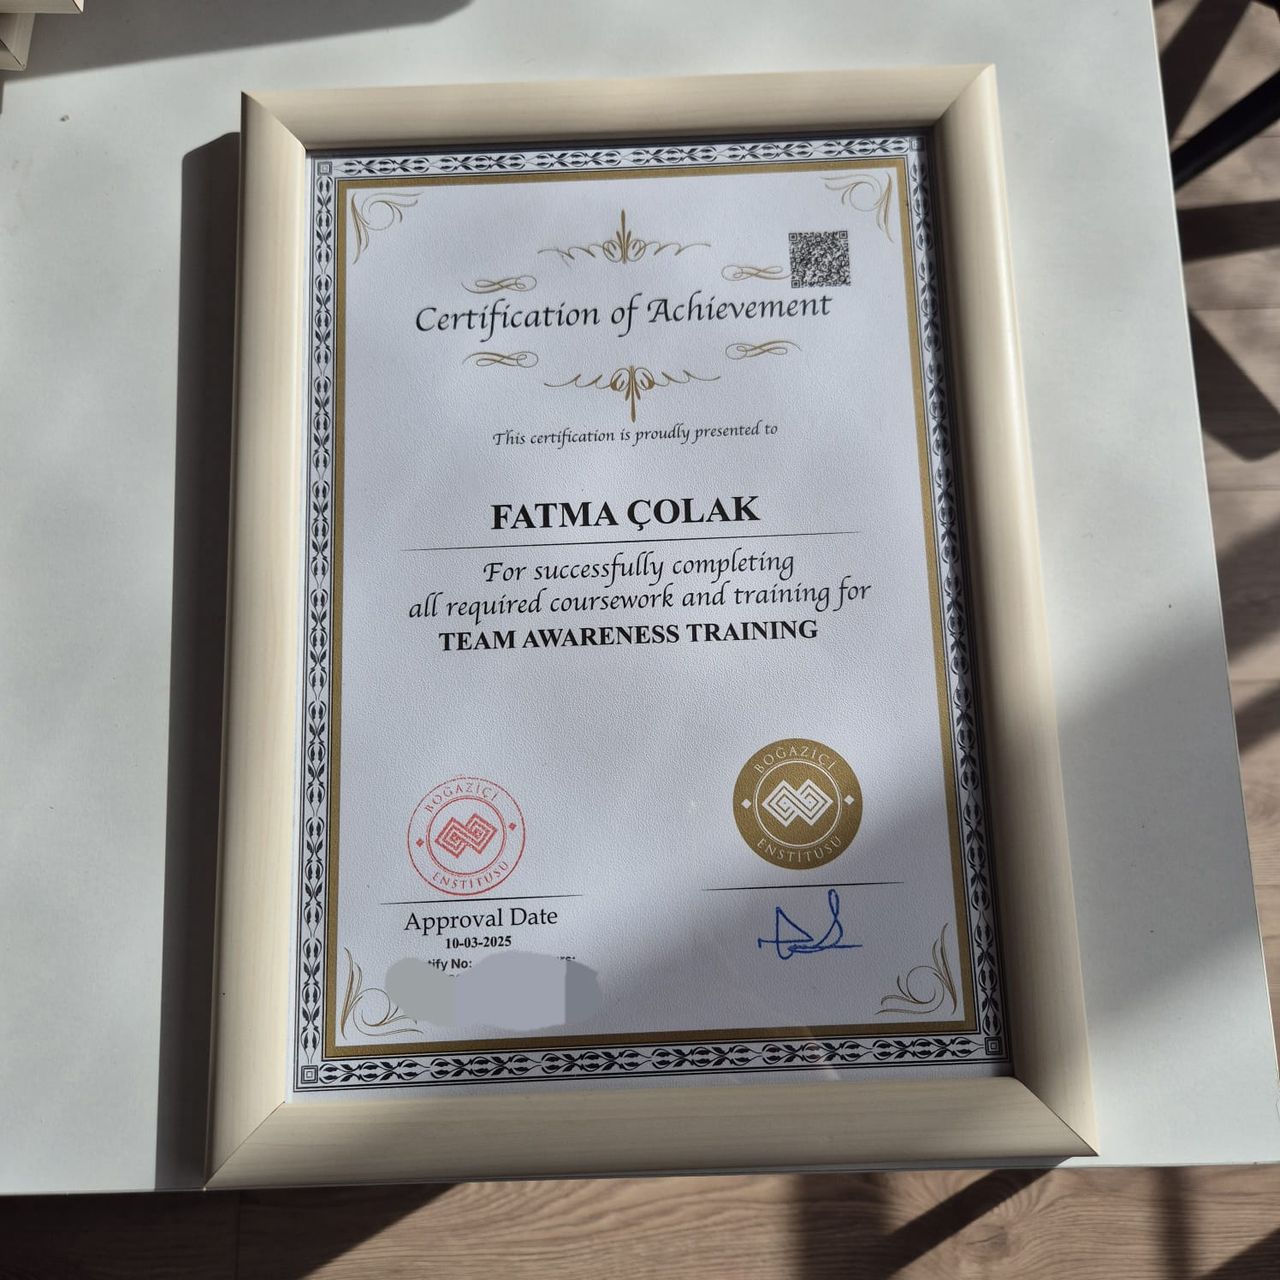 Certification of Achievement
This certification is proudly presented to
FATMA ÇOLAK
For successfully completing
all required coursework and training for
TEAM AWARENESS TRAINING
BOĞAZİÇİ
ENSTİTÜSÜ
BOĞAZİÇİ
ENSTİTÜSÜ
Approval Date
10-03-2025
No: